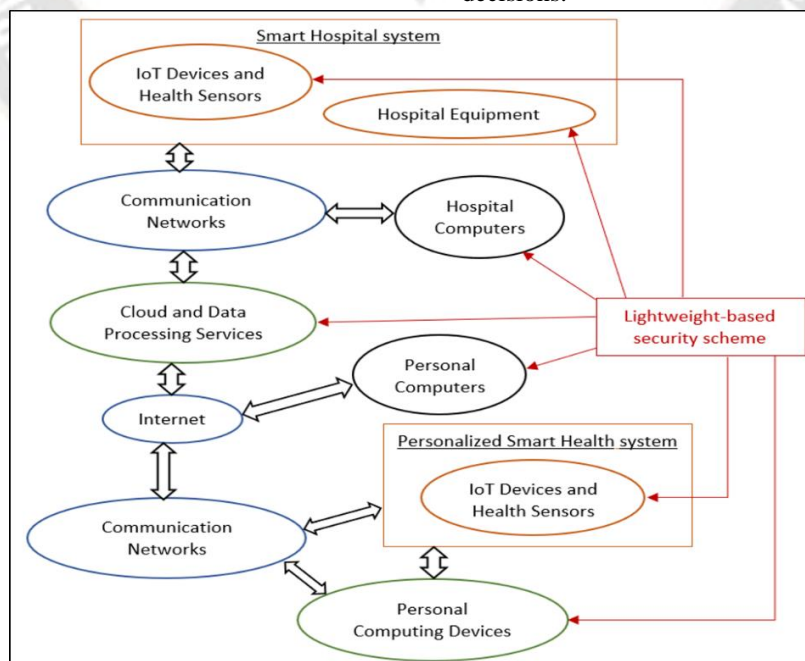 decisions.
Smart Hospital system
IoT Devices and
Health Sensors
Hospital Equipment
Communication
Networks
Hospital
Computers
Cloud and Data
Processing Services
Lightweight-based
security scheme
Personal
Computers
Internet
Personalized Smart Health system
IoT Devices and
Health Sensors
Communication
Networks
Personal
Computing Devices